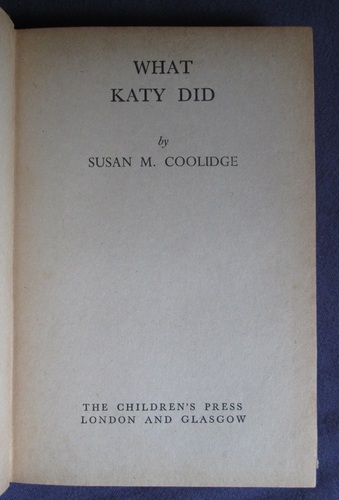 WHAT
KATY DID
by
SUSAN M. COOLIDGE
THE CHILDREN'S PRESS
LONDON AND GLASGOW